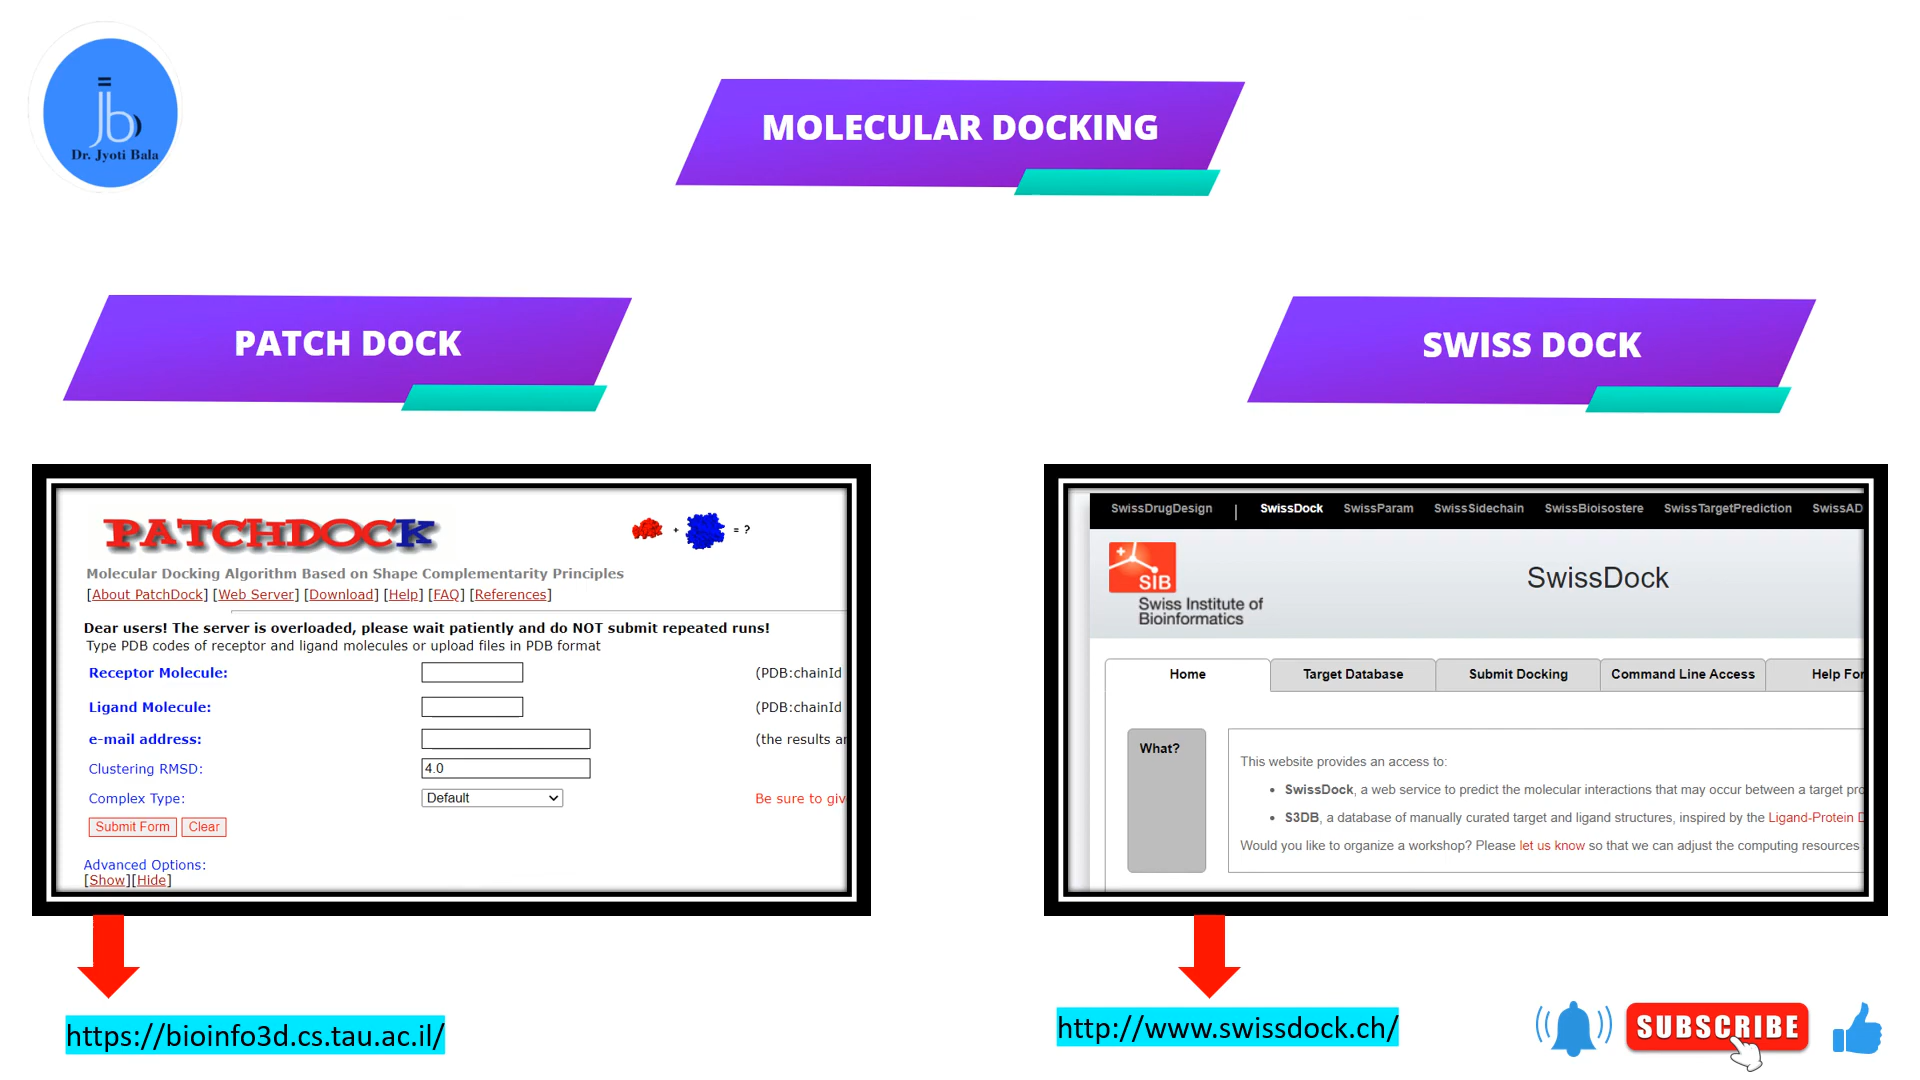 jb
Dr. Jyoti Bala
MOLECULAR DOCKING
PATCH DOCK
PATCHDOCK
+ = ?
Molecular Docking Algorithm Based on Shape Complementarity Principles
[About PatchDock] [Web Server] [Download] [Help] [FAQ] [References]
Dear users! The server is overloaded, please wait patiently and do NOT submit repeated runs!
Type PDB codes of receptor and ligand molecules or upload files in PDB format
Receptor Molecule: (PDB:chainId
Ligand Molecule: (PDB:chainId
e-mail address: (the results
Clustering RMSD: 4.0
Complex Type: Default Be sure to
Submit Form Clear
Advanced Options:
[Show][Hide]
https://bioinfo3d.cs.tau.ac.il/
SWISS DOCK
SwissDrugDesign | SwissDock SwissParam SwissSidechain SwissBioisostere SwissTargetPrediction SwissAD
SIB
Swiss Institute of
Bioinformatics
SwissDock
Home Target Database Submit Docking Command Line Access Help
What?
This website provides an access to:
• SwissDock, a web service to predict the molecular interactions that may occur between a target
• S3DB, a database of manually curated target and ligand structures, inspired by the Ligand-Protein
Would you like to organize a workshop? Please let us know so that we can adjust the computing resources
http://www.swissdock.ch/
SUBSCRIBE